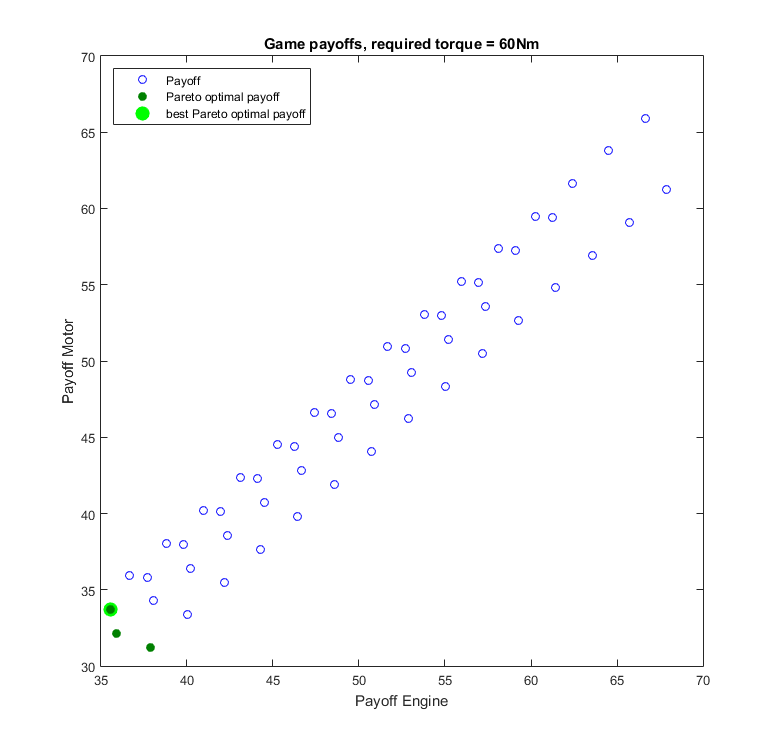 Game payoffs, required torque = 60Nm
Payoff
Pareto optimal payoff
best Pareto optimal payoff
70
65
60
55
50
45
40
35
30
Payoff Motor
35 40 45 50 55 60 65 70
Payoff Engine